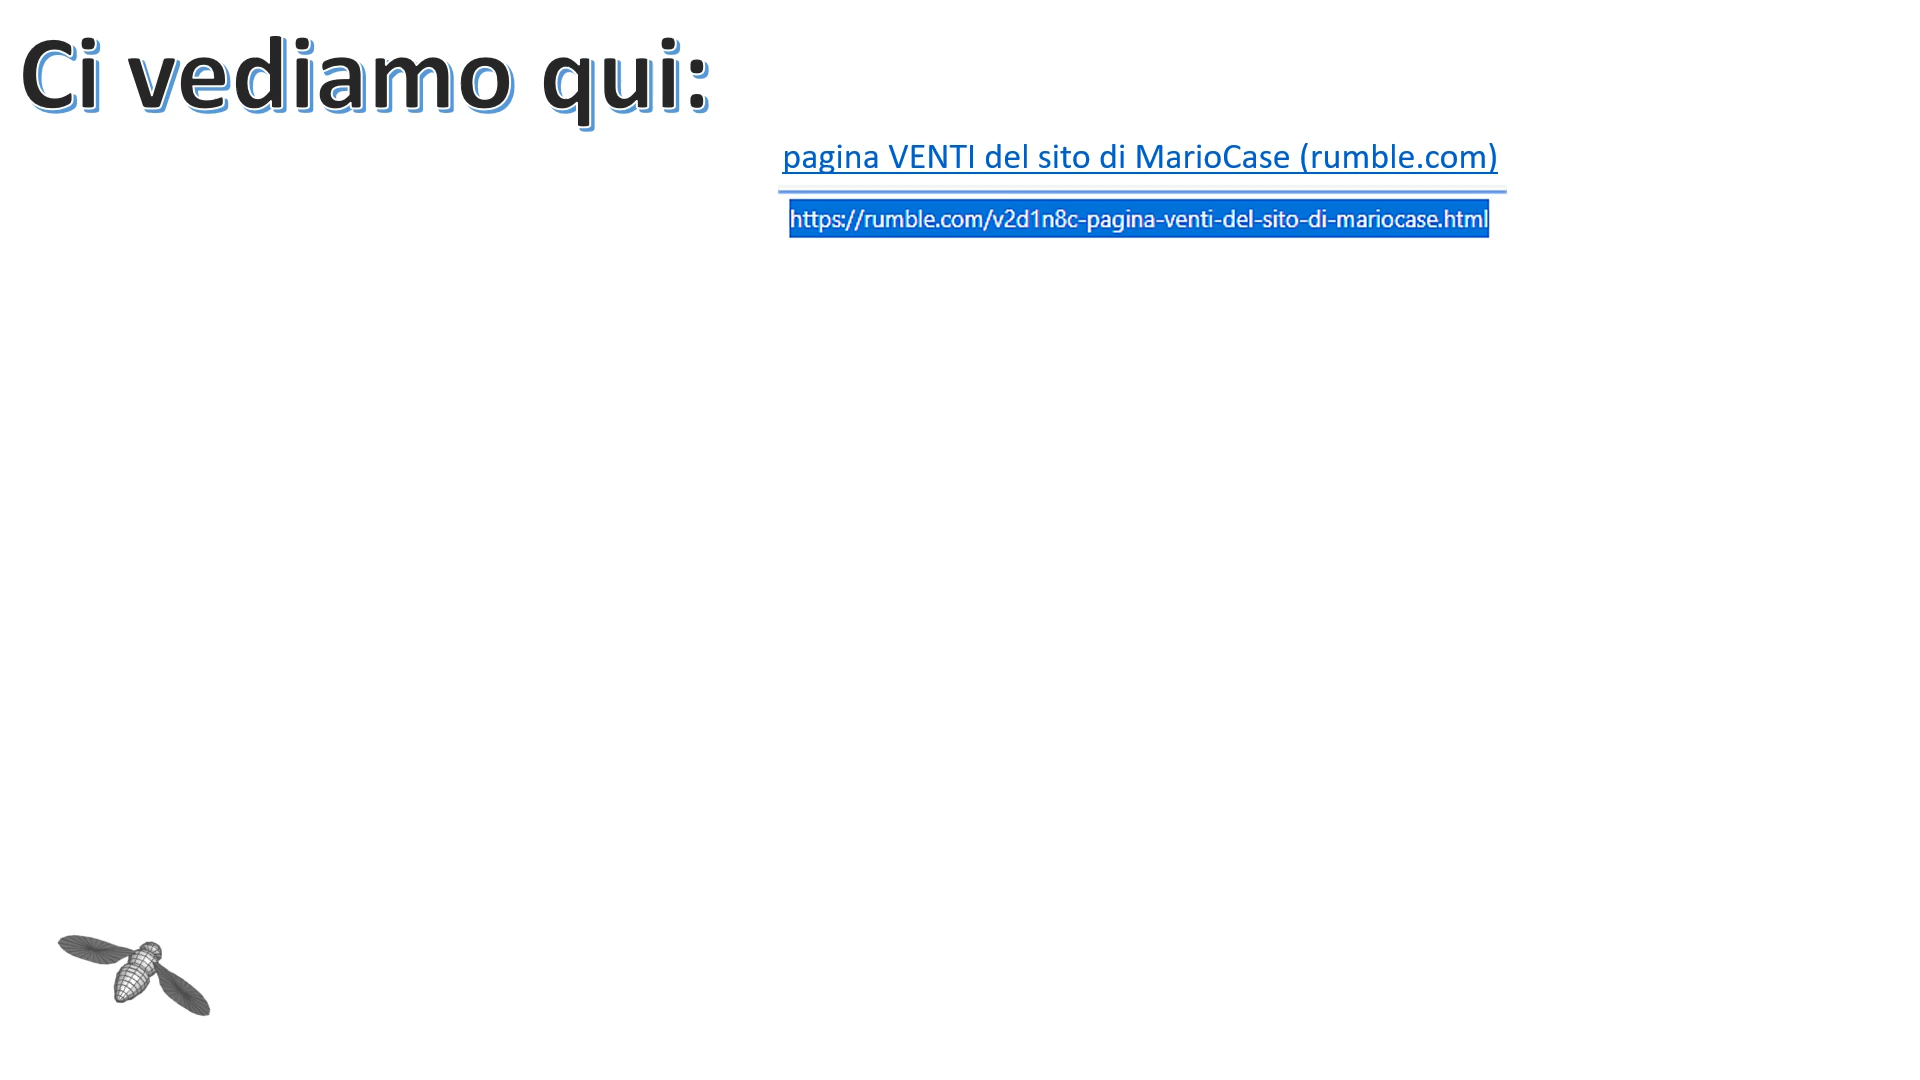 Ci vediamo qui:
pagina VENTI del sito di MarioCase (rumble.com)
https://rumble.com/v2d1n8c-pagina-venti-del-sito-di-mariocase.html